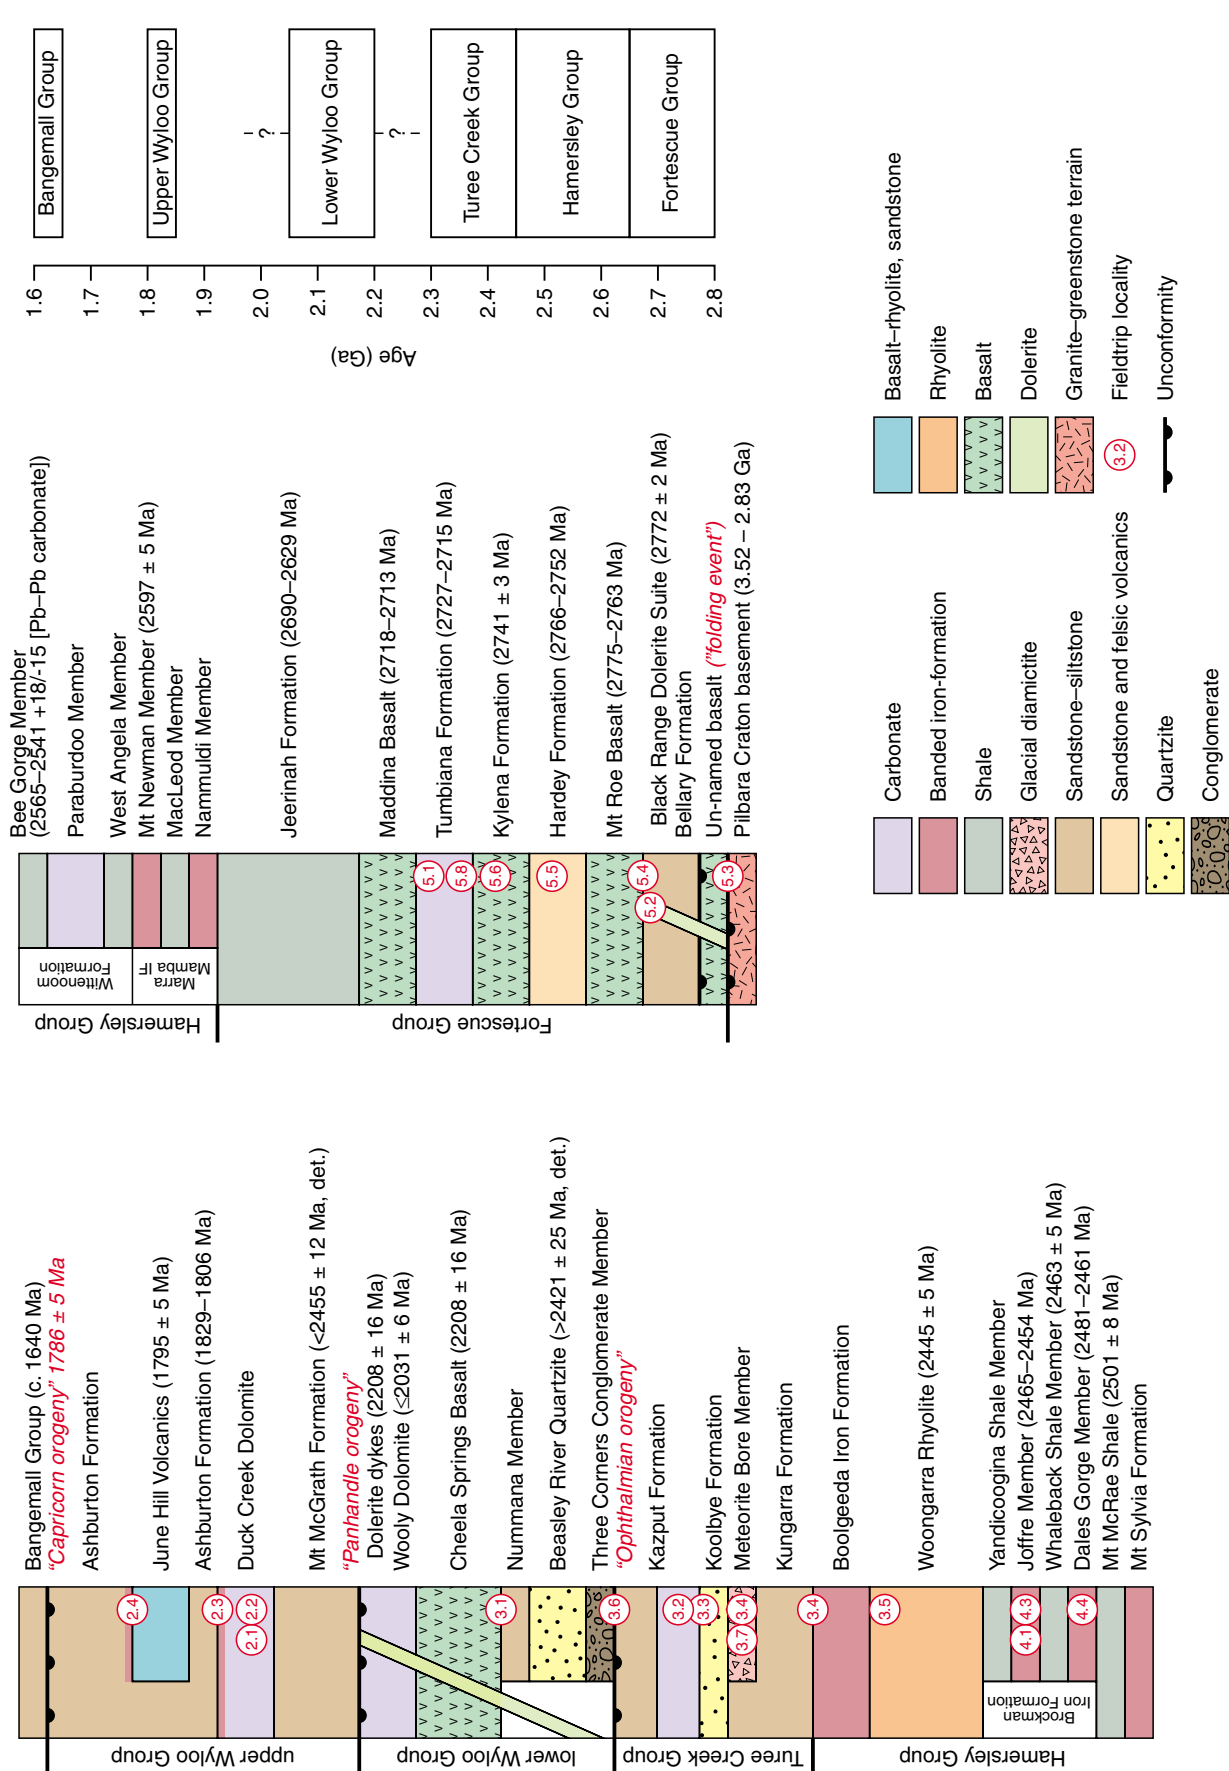 Bangemall Group (c. 1640 Ma)
"Capricorn orogeny" 1786 ± 5 Ma
Ashburton Formation
June Hill Volcanics (1795 ± 5 Ma)
Ashburton Formation (1829–1806 Ma)
Duck Creek Dolomite
Mt McGrath Formation (<2455 ± 12 Ma, det.)
"Panhandle orogeny"
Dolerite dykes (2208 ± 16 Ma)
Wooly Dolomite (≤2031 ± 6 Ma)
Cheela Springs Basalt (2208 ± 16 Ma)
Nummana Member
Beasley River Quartzite (>2421 ± 25 Ma, det.)
Three Corners Conglomerate Member
"Ophthalmian orogeny"
Kazput Formation
Koolbye Formation
Meteorite Bore Member
Kungarra Formation
Boolgeeda Iron Formation
Woongarra Rhyolite (2445 ± 5 Ma)
Yandicoogina Shale Member
Joffre Member (2465–2454 Ma)
Whaleback Shale Member (2463 ± 5 Ma)
Dales Gorge Member (2481–2461 Ma)
Mt McRae Shale (2501 ± 8 Ma)
Mt Sylvia Formation
2.4
2.3
2.1
2.2
3.1
3.6
3.2
3.3
3.7
3.4
3.4
3.5
4.1
4.3
4.4
Brockman
Iron Formation
upper Wyloo Group
lower Wyloo Group
Turee Creek Group
Hamersley Group
Bee Gorge Member
(2565–2541 +18/-15 [Pb–Pb carbonate])
Paraburdoo Member
West Angela Member
Mt Newman Member (2597 ± 5 Ma)
MacLeod Member
Nammuldi Member
Jeerinah Formation (2690–2629 Ma)
Maddina Basalt (2718–2713 Ma)
Tumbiana Formation (2727–2715 Ma)
Kylena Formation (2741 ± 3 Ma)
Hardey Formation (2766–2752 Ma)
Mt Roe Basalt (2775–2763 Ma)
Black Range Dolerite Suite (2772 ± 2 Ma)
Bellary Formation
Un-named basalt ("folding event")
Pilbara Craton basement (3.52 – 2.83 Ga)
5.1
5.8
5.6
5.5
5.4
5.2
5.3
Wittenoom
Formation
Marra
Mamba IF
Hamersley Group
Fortescue Group
Age (Ga)
1.6
1.7
1.8
1.9
2.0
2.1
2.2
2.3
2.4
2.5
2.6
2.7
2.8
Bangemall Group
Upper Wyloo Group
?
Lower Wyloo Group
?
Turee Creek Group
Hamersley Group
Fortescue Group
Carbonate
Banded iron-formation
Shale
Glacial diamictite
Sandstone–siltstone
Sandstone and felsic volcanics
Quartzite
Conglomerate
Basalt–rhyolite, sandstone
Rhyolite
Basalt
Dolerite
Granite–greenstone terrain
3.2
Fieldtrip locality
Unconformity